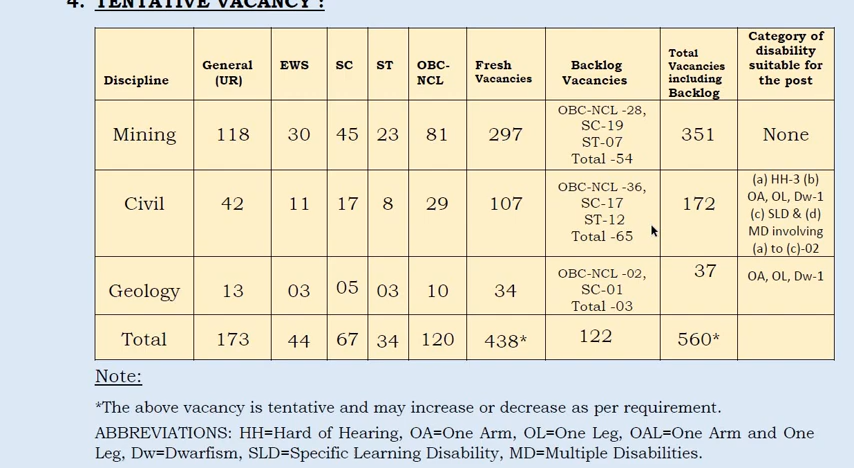 4. TENTATIVE VACANCY :
Discipline General (UR) EWS SC ST OBC-NCL Fresh Vacancies Backlog Vacancies Total Vacancies including Backlog Category of disability suitable for the post
Mining 118 30 45 23 81 297 OBC-NCL -28, SC-19 ST-07 Total -54 351 None
Civil 42 11 17 8 29 107 OBC-NCL -36, SC-17 ST-12 Total -65 172 (a) HH-3 (b) OA, OL, Dw-1 (c) SLD & (d) MD involving (a) to (c)-02
Geology 13 03 05 03 10 34 OBC-NCL -02, SC-01 Total -03 37 OA, OL, Dw-1
Total 173 44 67 34 120 438* 122 560*
Note:
*The above vacancy is tentative and may increase or decrease as per requirement.
ABBREVIATIONS: HH=Hard of Hearing, OA=One Arm, OL=One Leg, OAL=One Arm and One
Leg, Dw=Dwarfism, SLD=Specific Learning Disability, MD=Multiple Disabilities.